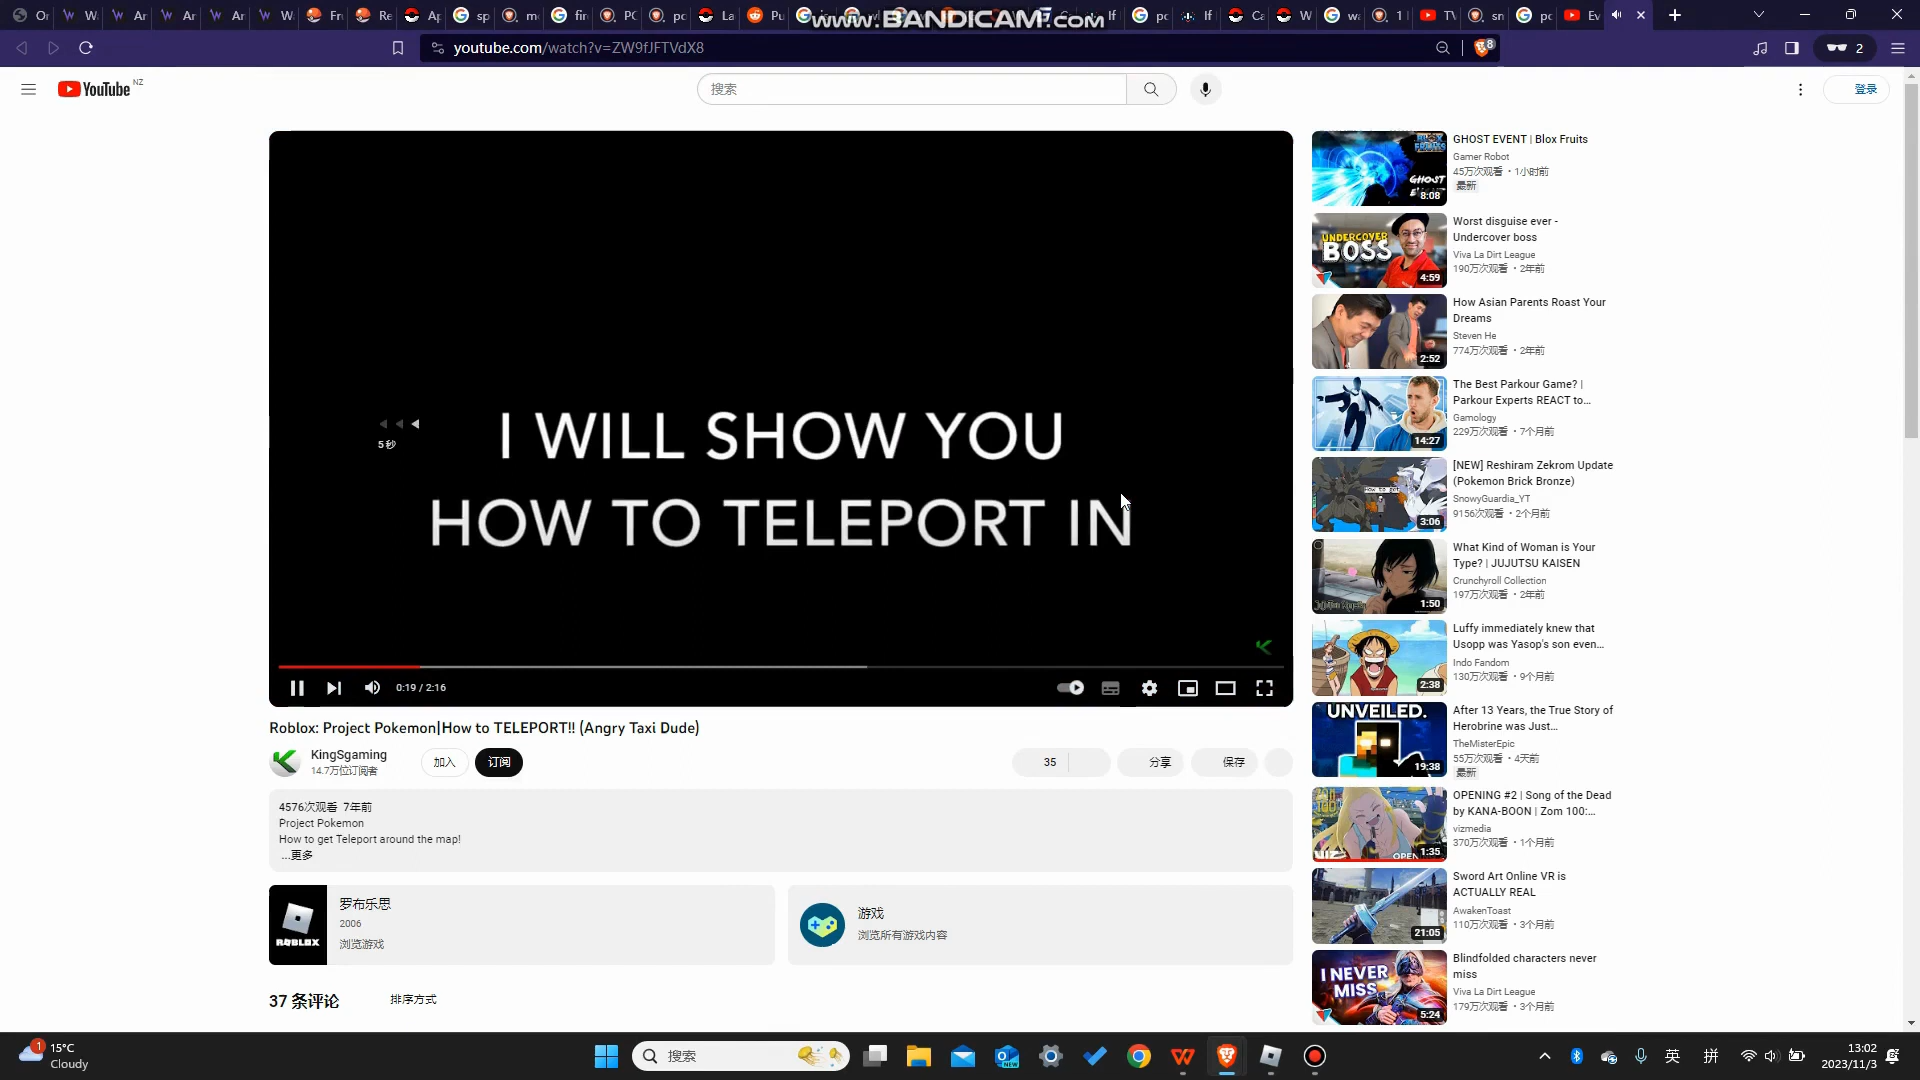 www.BANDICAM.com
youtube.com/watch?v=ZW9fJFTVdX8
8
2
YouTube NZ
搜索
登录
I WILL SHOW YOU
HOW TO TELEPORT IN
5 秒
0:19 / 2:16
Roblox: Project Pokemon|How to TELEPORT!! (Angry Taxi Dude)
KingSgaming
14.7万位订阅者
加入
订阅
35
分享
保存
4576次观看 7年前
Project Pokemon
How to get Teleport around the map!
...更多
ROBLOX
罗布乐思
2006
浏览游戏
游戏
浏览所有游戏内容
37 条评论
排序方式
GHOST EVENT | Blox Fruits
Gamer Robot
45万次观看・1小时前
最新
8:08
UNDERCOVER
BOSS
4:59
Worst disguise ever -
Undercover boss
Viva La Dirt League
190万次观看・2年前
2:52
How Asian Parents Roast Your
Dreams
Steven He
774万次观看・2年前
14:27
The Best Parkour Game? |
Parkour Experts REACT to...
Gamology
229万次观看・7个月前
3:06
[NEW] Reshiram Zekrom Update
(Pokemon Brick Bronze)
SnowyGuardia_YT
9156次观看・2个月前
1:50
What Kind of Woman is Your
Type? | JUJUTSU KAISEN
Crunchyroll Collection
197万次观看・2年前
2:38
Luffy immediately knew that
Usopp was Yasop's son even...
Indo Fandom
130万次观看・9个月前
UNVEILED.
19:38
After 13 Years, the True Story of
Herobrine was Just...
TheMisterEpic
55万次观看・4天前
最新
1:35
OPENING #2 | Song of the Dead
by KANA-BOON | Zom 100:...
vizmedia
370万次观看・1个月前
21:05
Sword Art Online VR is
ACTUALLY REAL
AwakenToast
110万次观看・3个月前
I NEVER
MISS
5:24
Blindfolded characters never
miss
Viva La Dirt League
179万次观看・3个月前
1
15°C
Cloudy
搜索
英
拼
13:02
2023/11/3